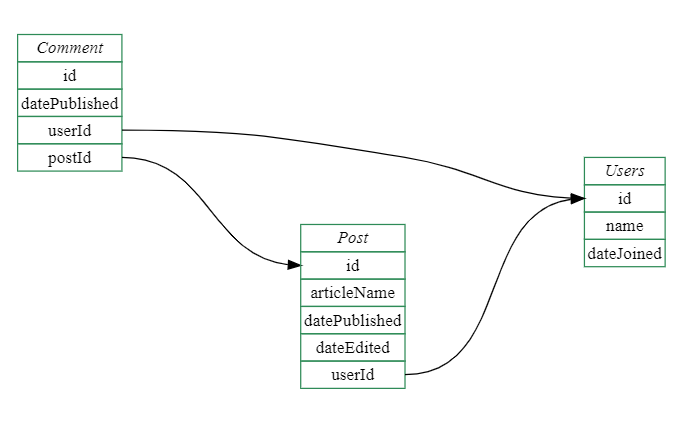 Comment
id
datePublished
userId
postId
Post
id
articleName
datePublished
dateEdited
userId
Users
id
name
dateJoined